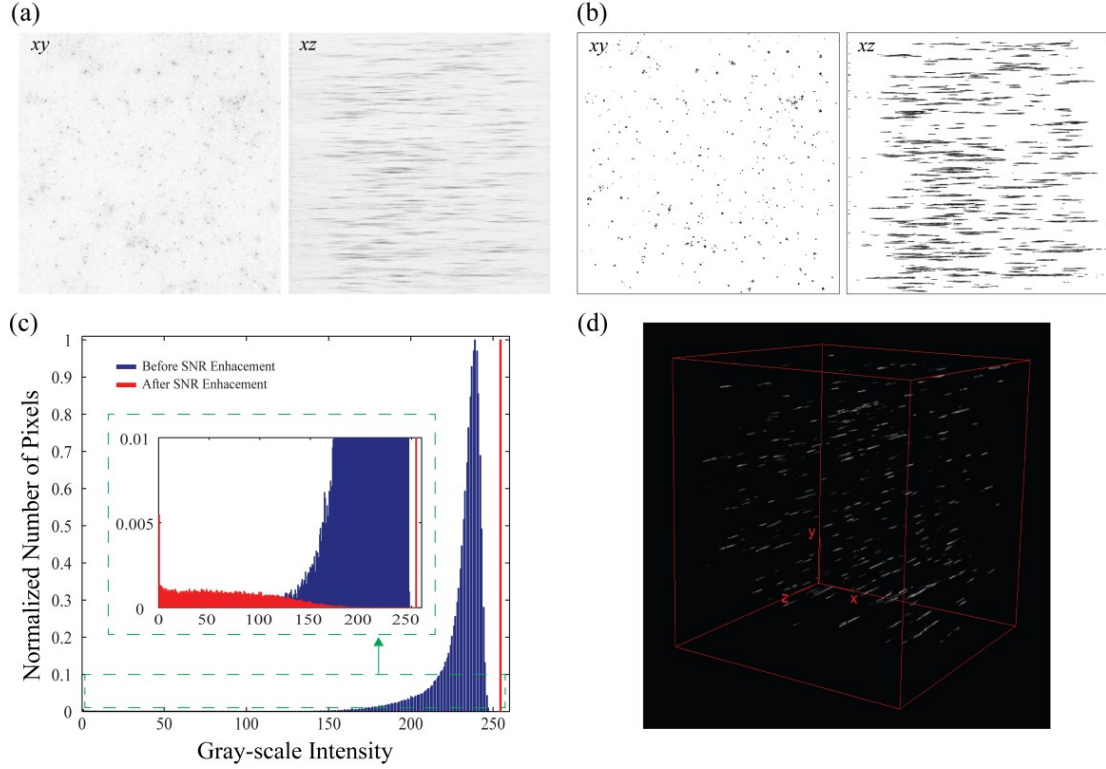 (a)
xy
xz
(b)
xy
xz
(c)
Normalized Number of Pixels
1
0.9
0.8
0.7
0.6
0.5
0.4
0.3
0.2
0.1
0
Before SNR Enhacement
After SNR Enhacement
0.01
0.005
0
0 50 100 150 200 250
0 50 100 150 200 250
Gray-scale Intensity
(d)
y
z
x